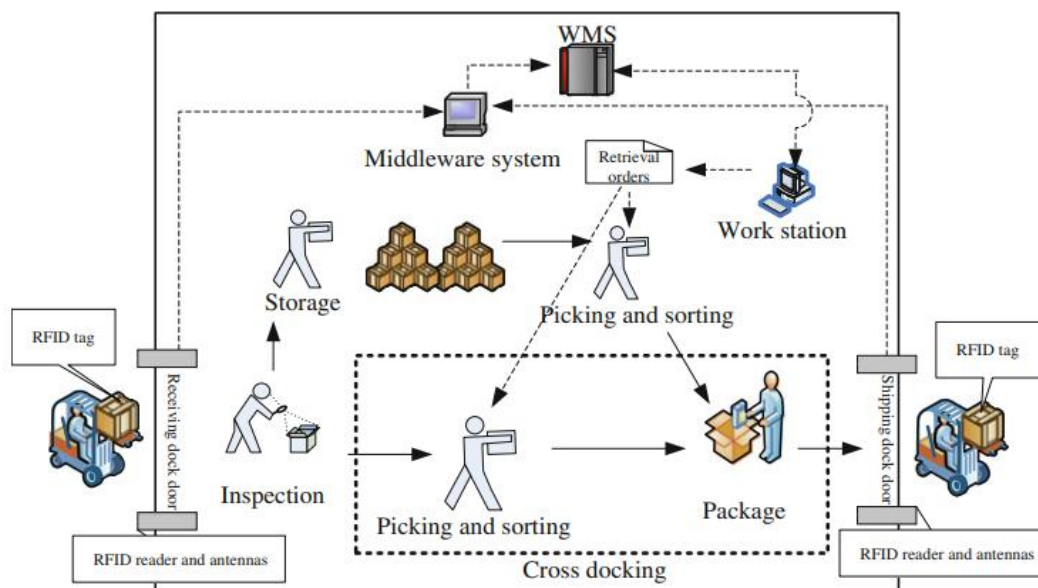 WMS
Middleware system
Retrieval
orders
Work station
Storage
Picking and sorting
RFID tag
RFID tag
Receiving dock door
Shipping dock door
Inspection
Picking and sorting
Package
RFID reader and antennas
RFID reader and antennas
Cross docking